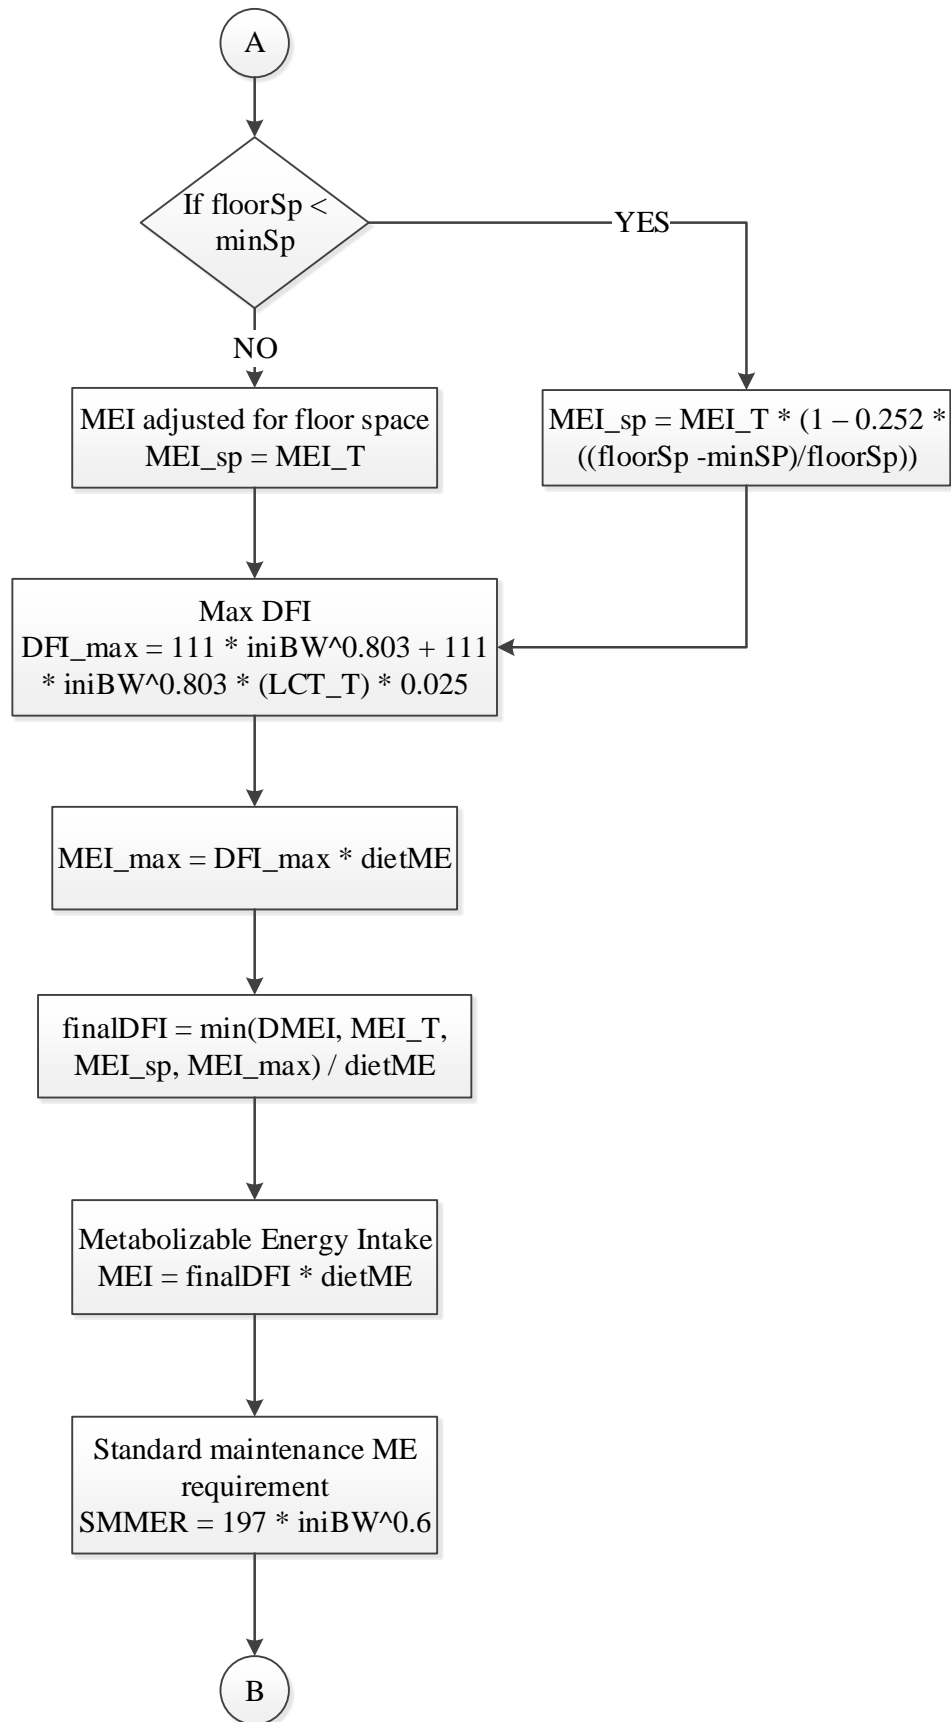 A
If floorSp <
minSp
YES
NO
MEI adjusted for floor space
MEI_sp = MEI_T
MEI_sp = MEI_T * (1 – 0.252 *
((floorSp -minSP)/floorSp))
Max DFI
DFI_max = 111 * iniBW^0.803 + 111
* iniBW^0.803 * (LCT_T) * 0.025
MEI_max = DFI_max * dietME
finalDFI = min(DMEI, MEI_T,
MEI_sp, MEI_max) / dietME
Metabolizable Energy Intake
MEI = finalDFI * dietME
Standard maintenance ME
requirement
SMMER = 197 * iniBW^0.6
B